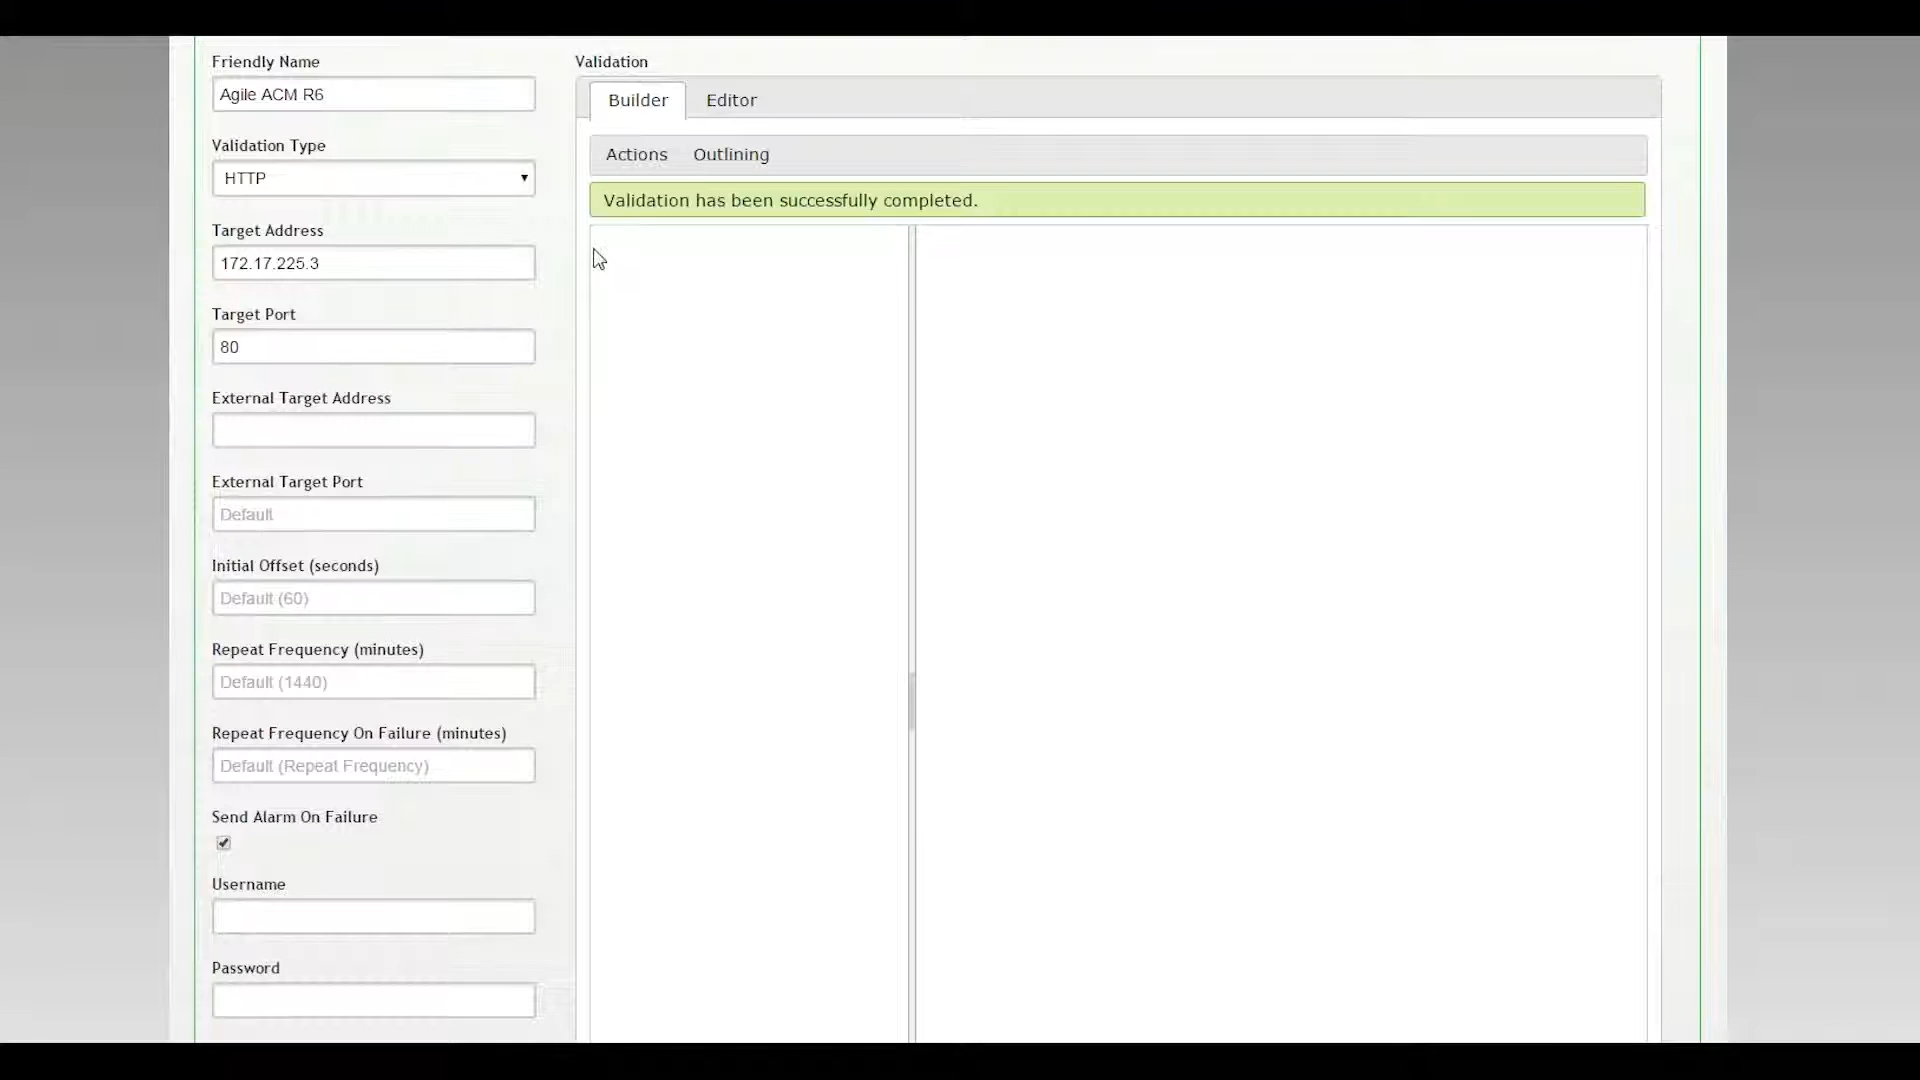 Friendly Name
Agile ACM R6
Validation Type
HTTP
Target Address
172.17.225.3
Target Port
80
External Target Address
External Target Port
Default
Initial Offset (seconds)
Default (60)
Repeat Frequency (minutes)
Default (1440)
Repeat Frequency On Failure (minutes)
Default (Repeat Frequency)
Send Alarm On Failure
Username
Password
Validation
Builder Editor
Actions Outlining
Validation has been successfully completed.